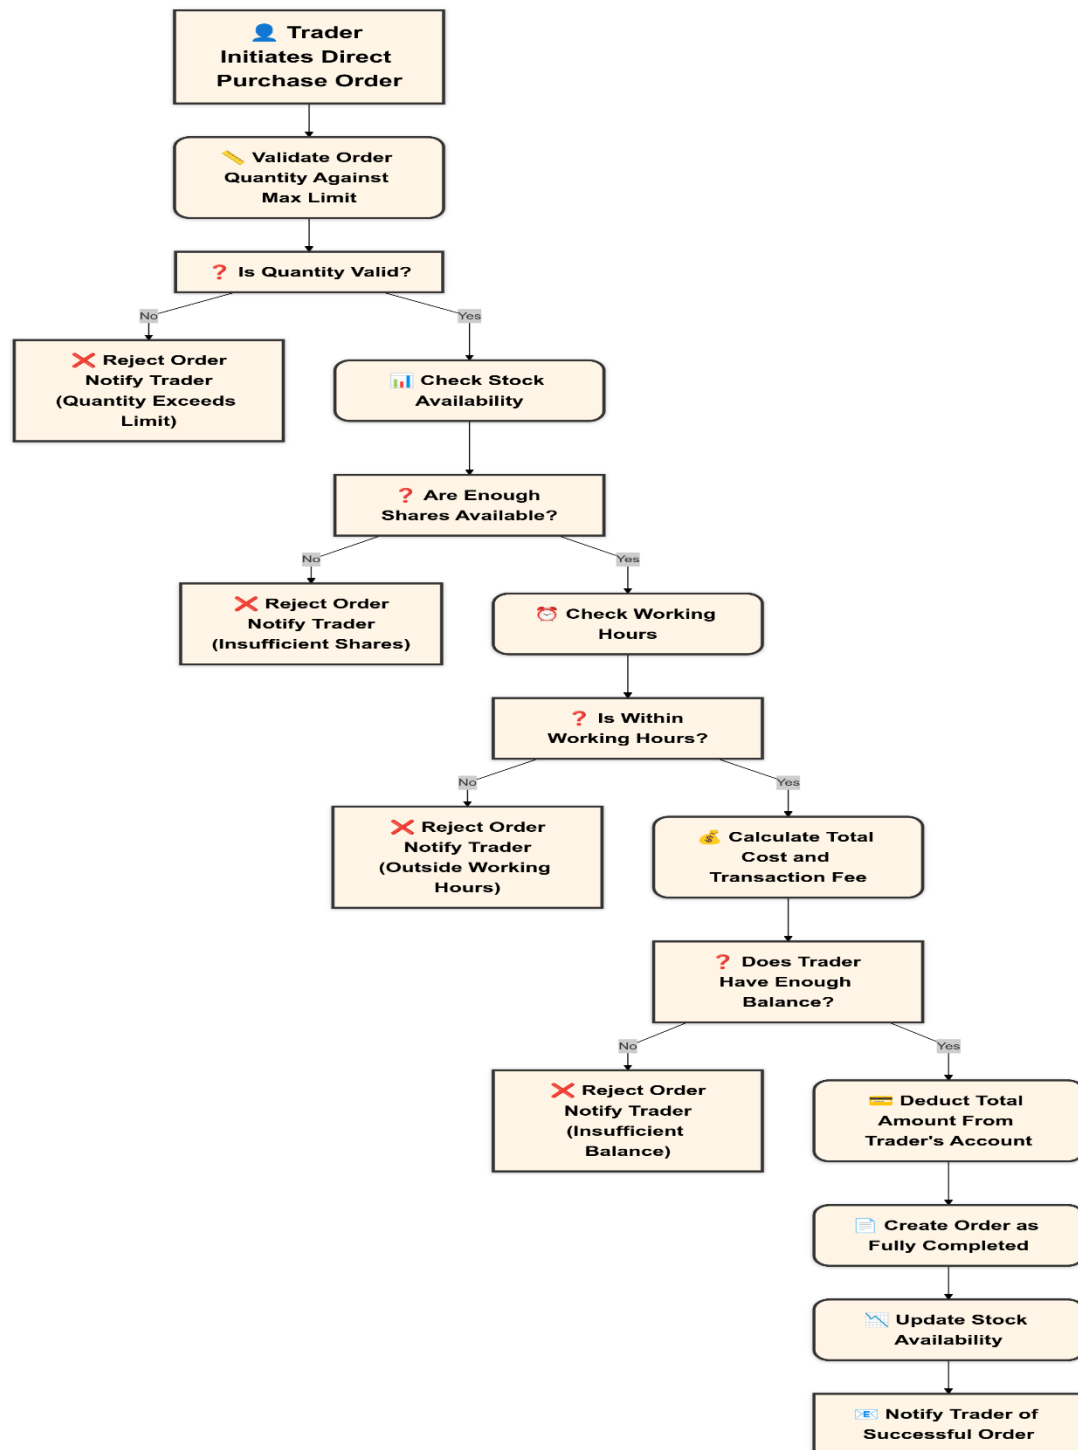 Trader
Initiates Direct
Purchase Order
Validate Order
Quantity Against
Max Limit
Is Quantity Valid?
No
Yes
Reject Order
Notify Trader
(Quantity Exceeds
Limit)
Check Stock
Availability
Are Enough
Shares Available?
No
Yes
Reject Order
Notify Trader
(Insufficient Shares)
Check Working
Hours
Is Within
Working Hours?
No
Yes
Reject Order
Notify Trader
(Outside Working
Hours)
Calculate Total
Cost and
Transaction Fee
Does Trader
Have Enough
Balance?
No
Yes
Reject Order
Notify Trader
(Insufficient
Balance)
Deduct Total
Amount From
Trader's Account
Create Order as
Fully Completed
Update Stock
Availability
Notify Trader of
Successful Order